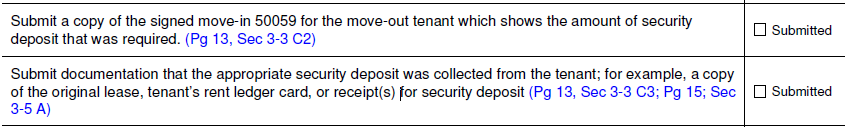 Submit a copy of the signed move-in 50059 for the move-out tenant which shows the amount of security
deposit that was required. (Pg 13, Sec 3-3 C2)
☐ Submitted
Submit documentation that the appropriate security deposit was collected from the tenant; for example, a copy
of the original lease, tenant's rent ledger card, or receipt(s) for security deposit (Pg 13, Sec 3-3 C3; Pg 15; Sec
3-5 A)
☐ Submitted